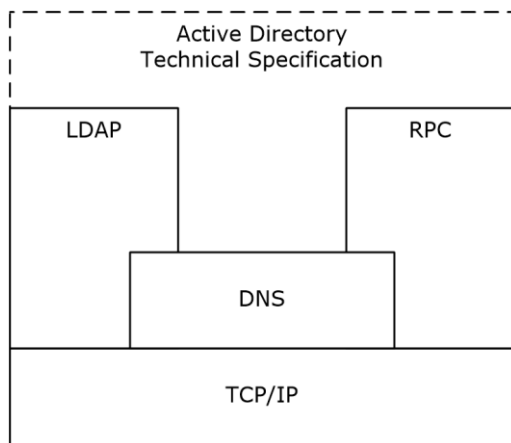 Active Directory
Technical Specification
LDAP
RPC
DNS
TCP/IP